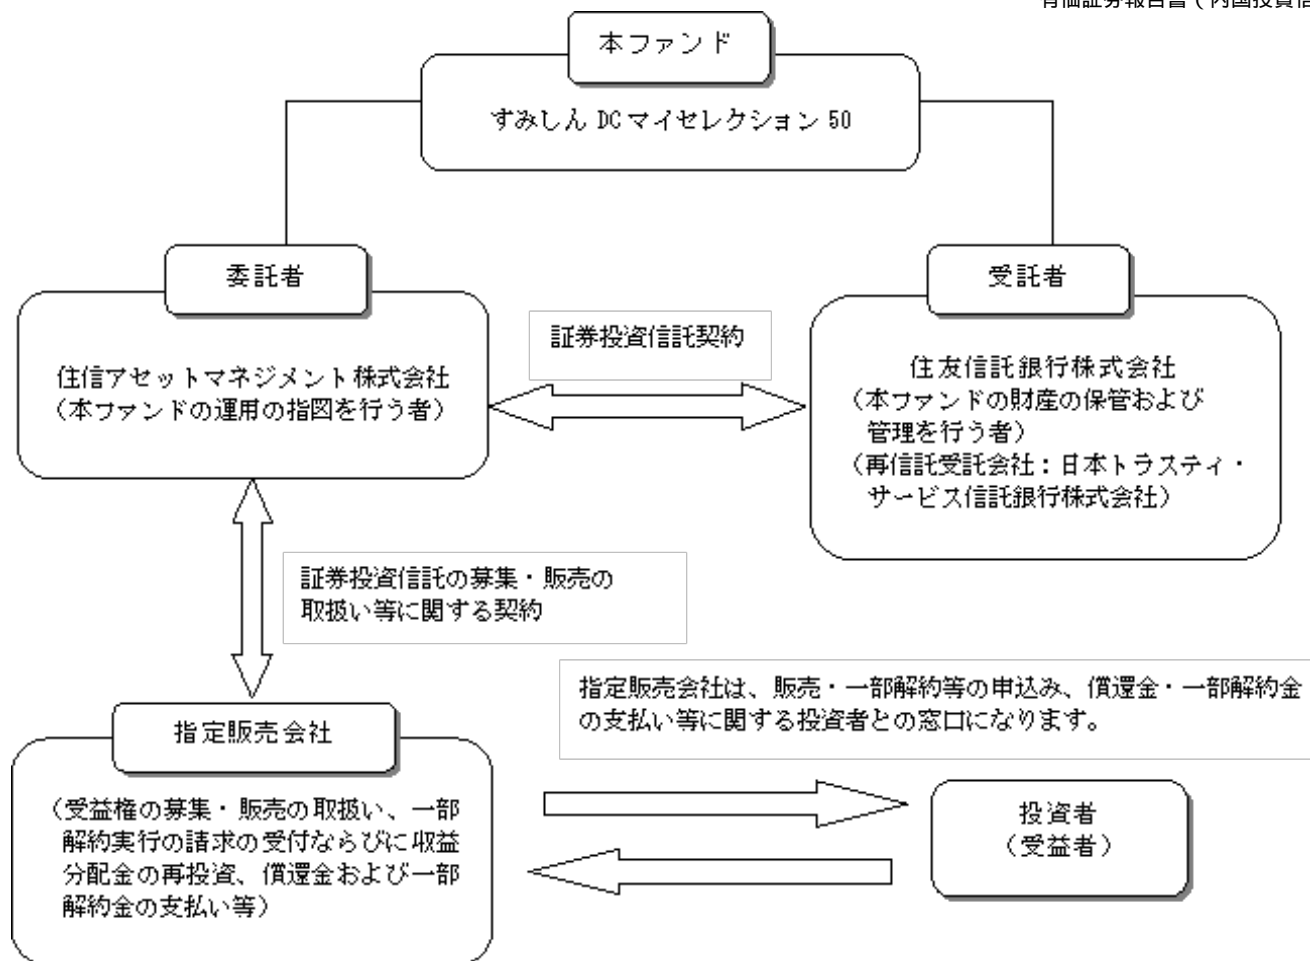 有価証券報告書（内国投資信
本ファンド
すみしん DCマイセレクション 50
委託者
受託者
証券投資信託契約
住信アセットマネジメント株式会社
（本ファンドの運用の指図を行う者）
住友信託銀行株式会社
（本ファンドの財産の保管および
管理を行う者）
（再信託受託会社：日本トラスティ・
サービス信託銀行株式会社）
証券投資信託の募集・販売の
取扱い等に関する契約
指定販売会社は、販売・一部解約等の申込み、償還金・一部解約金
の支払い等に関する投資者との窓口になります。
指定販売会社
（受益権の募集・販売の取扱い、一部
解約実行の請求の受付ならびに収益
分配金の再投資、償還金および一部
解約金の支払い等）
投資者
（受益者）